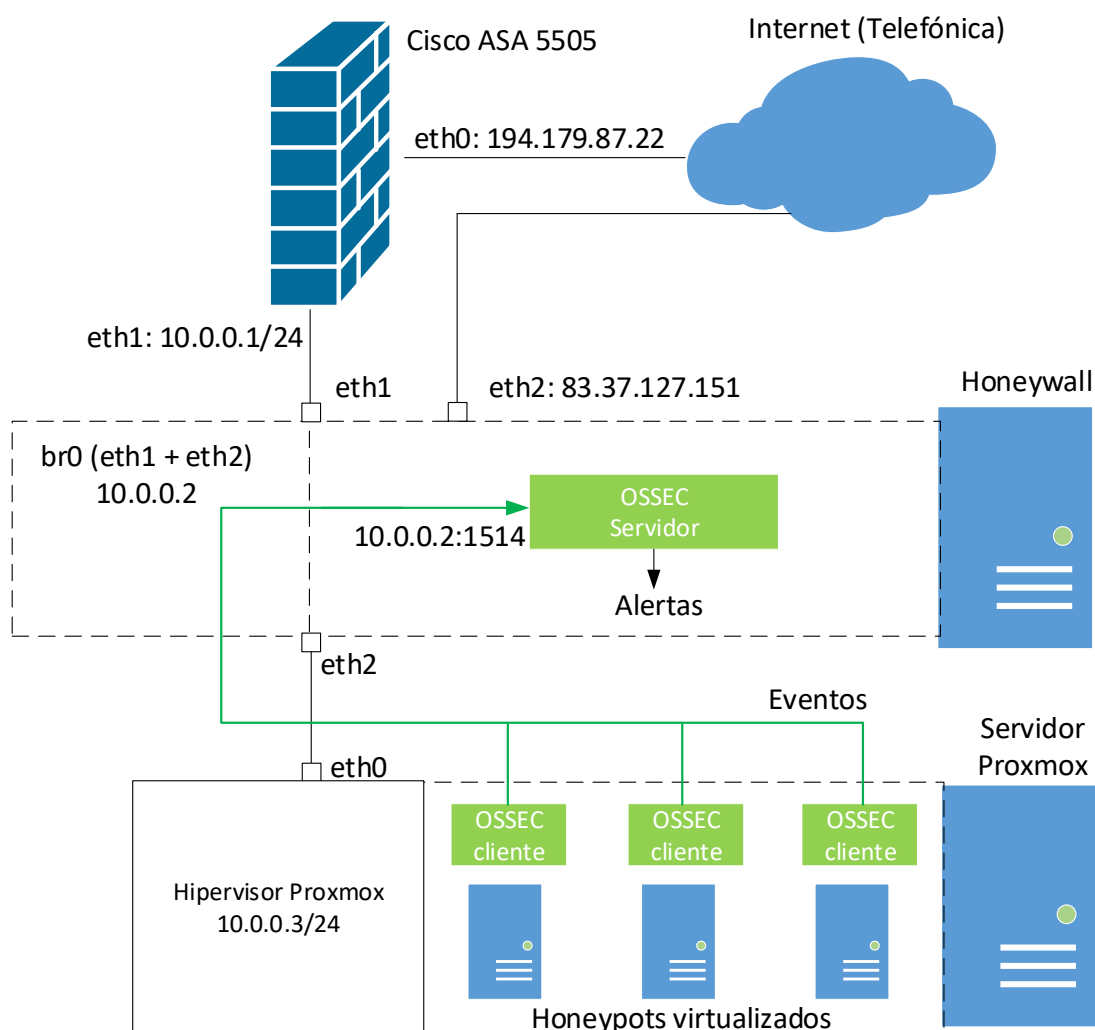 Cisco ASA 5505
Internet (Telefónica)
eth0: 194.179.87.22
eth1: 10.0.0.1/24
eth1
eth2: 83.37.127.151
Honeywall
br0 (eth1 + eth2)
10.0.0.2
OSSEC
Servidor
10.0.0.2:1514
Alertas
eth2
Eventos
Servidor
Proxmox
eth0
OSSEC
cliente
OSSEC
cliente
OSSEC
cliente
Hipervisor Proxmox
10.0.0.3/24
Honeypots virtualizados